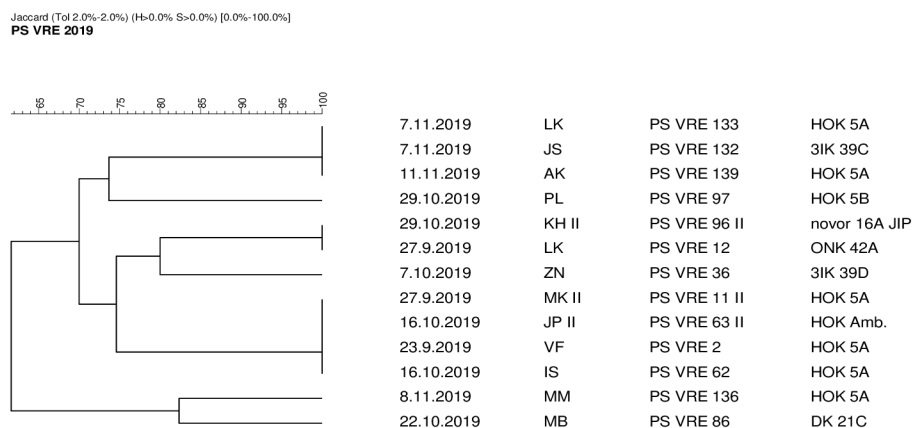 Jaccard (Tol 2.0%-2.0%) (H>0.0% S>0.0%) [0.0%-100.0%]
PS VRE 2019
65 70 75 80 85 90 95 100
7.11.2019 LK PS VRE 133 HOK 5A
7.11.2019 JS PS VRE 132 3IK 39C
11.11.2019 AK PS VRE 139 HOK 5A
29.10.2019 PL PS VRE 97 HOK 5B
29.10.2019 KH II PS VRE 96 II novor 16A JIP
27.9.2019 LK PS VRE 12 ONK 42A
7.10.2019 ZN PS VRE 36 3IK 39D
27.9.2019 MK II PS VRE 11 II HOK 5A
16.10.2019 JP II PS VRE 63 II HOK Amb.
23.9.2019 VF PS VRE 2 HOK 5A
16.10.2019 IS PS VRE 62 HOK 5A
8.11.2019 MM PS VRE 136 HOK 5A
22.10.2019 MB PS VRE 86 DK 21C